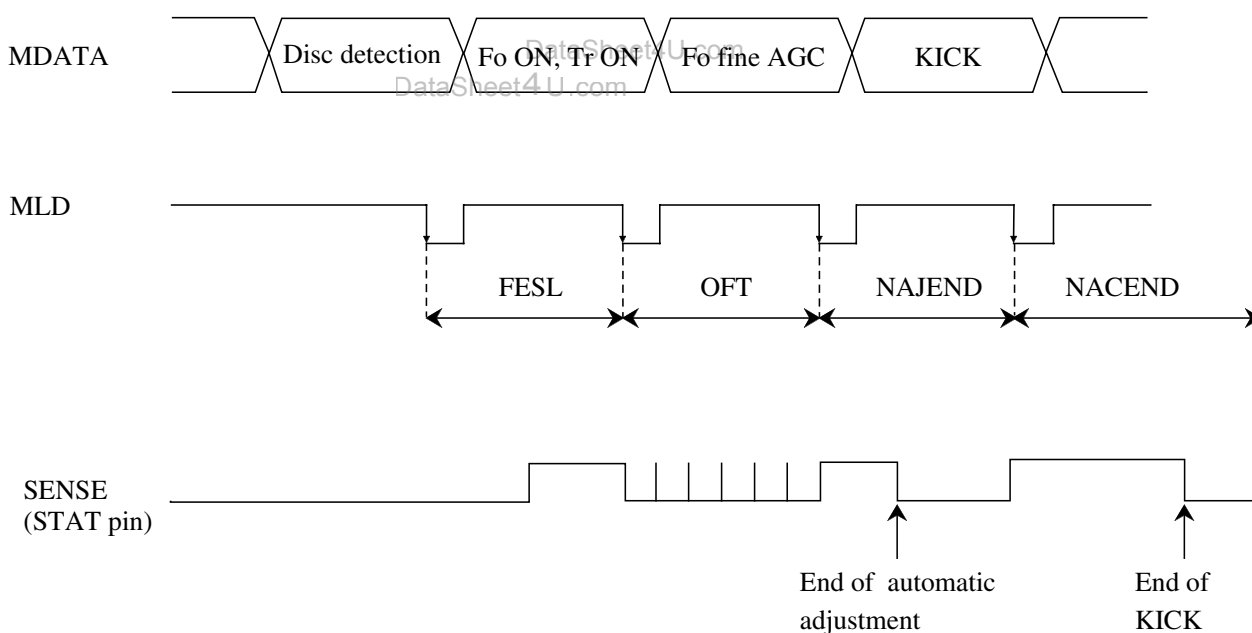 MDATA
Disc detection
Fo ON, Tr ON
Fo fine AGC
KICK
DataSheet4U.com
DataSheet4U.com
MLD
FESL
OFT
NAJEND
NACEND
SENSE
(STAT pin)
End of automatic
adjustment
End of
KICK